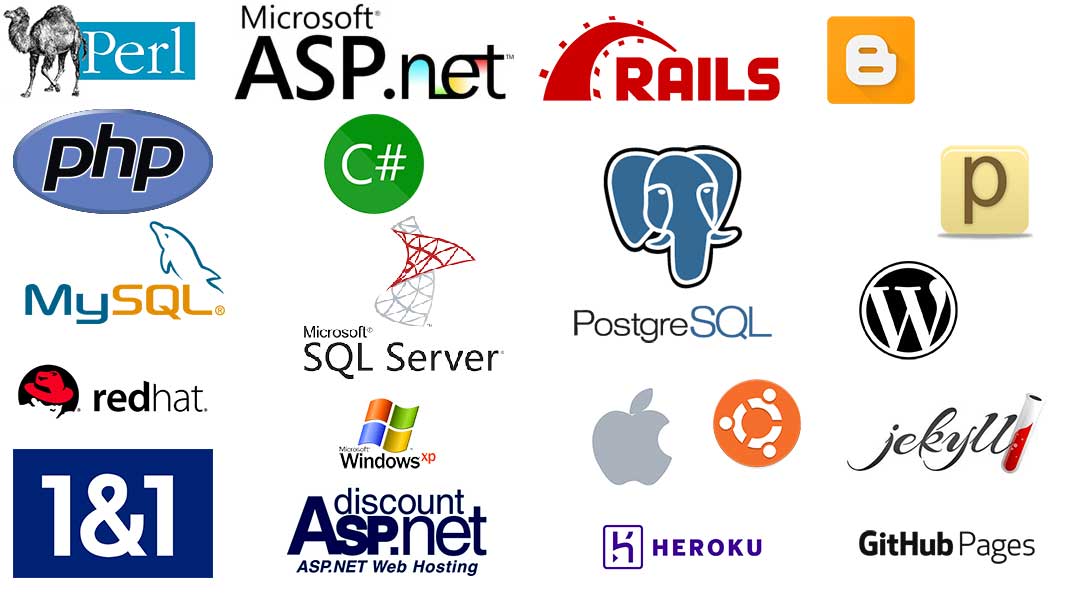 Perl
Microsoft®
ASP.net™
RAILS
php
C#
MySQL®
PostgreSQL
p
W
Microsoft®
SQL Server®
redhat®
Microsoft®
Windows xp
jekyll
1&1
discount
ASP.net
ASP.NET Web Hosting
HEROKU
GitHub Pages